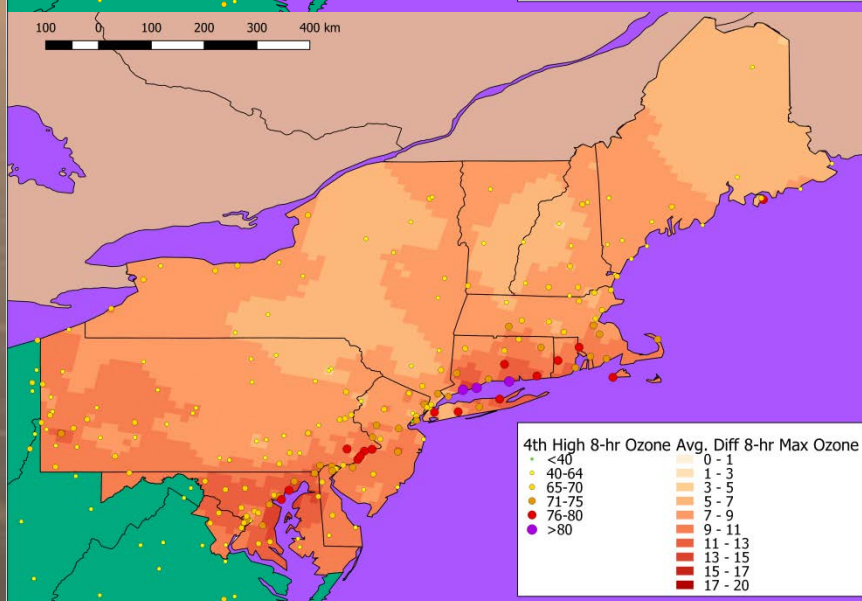 100 0 100 200 300 400 km
4th High 8-hr Ozone Avg. Diff 8-hr Max Ozone
<40 0 - 1
40-64 1 - 3
65-70 3 - 5
71-75 5 - 7
76-80 7 - 9
>80 9 - 11
11 - 13
13 - 15
15 - 17
17 - 20